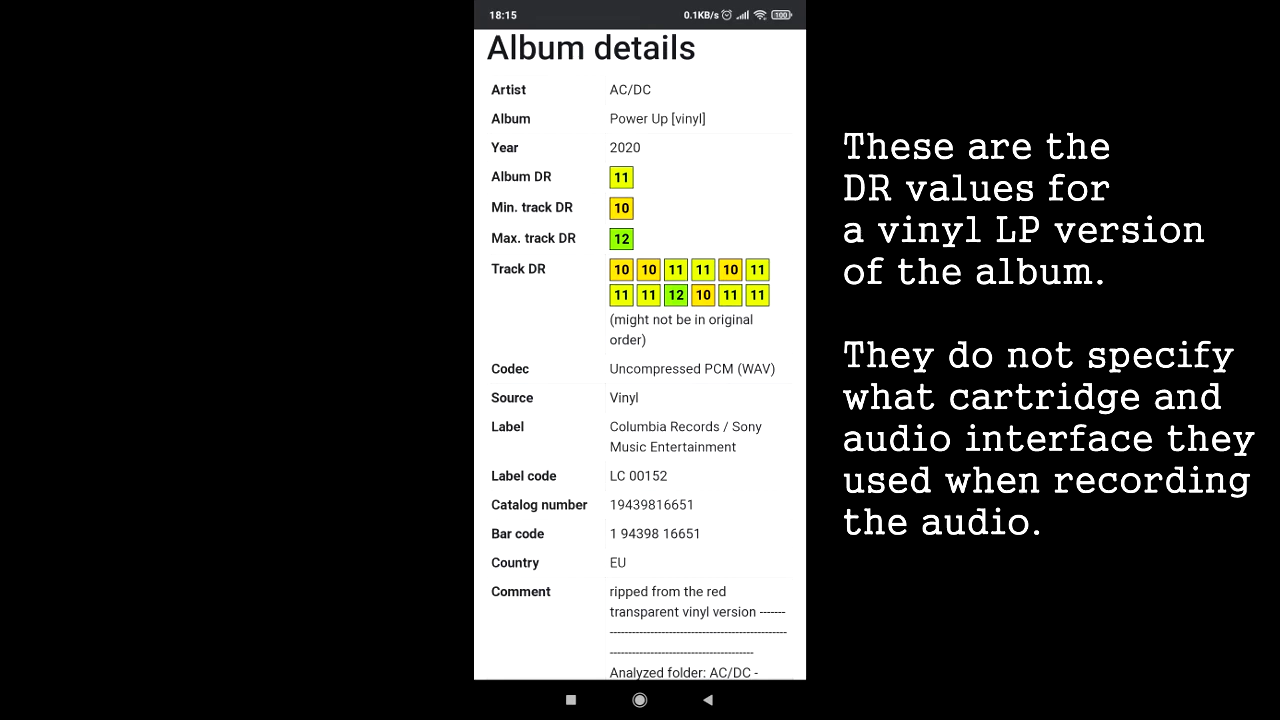 18:15
0.1KB/s
100
Album details
Artist AC/DC
Album Power Up [vinyl]
Year 2020
Album DR 11
Min. track DR 10
Max. track DR 12
Track DR 10 10 11 11 10 11
11 11 12 10 11 11
(might not be in original
order)
Codec Uncompressed PCM (WAV)
Source Vinyl
Label Columbia Records / Sony
Music Entertainment
Label code LC 00152
Catalog number 19439816651
Bar code 1 94398 16651
Country EU
Comment ripped from the red
transparent vinyl version -------
-----------------------------------------------
--------------------------------------
Analyzed folder: AC/DC -
These are the
DR values for
a vinyl LP version
of the album.
They do not specify
what cartridge and
audio interface they
used when recording
the audio.